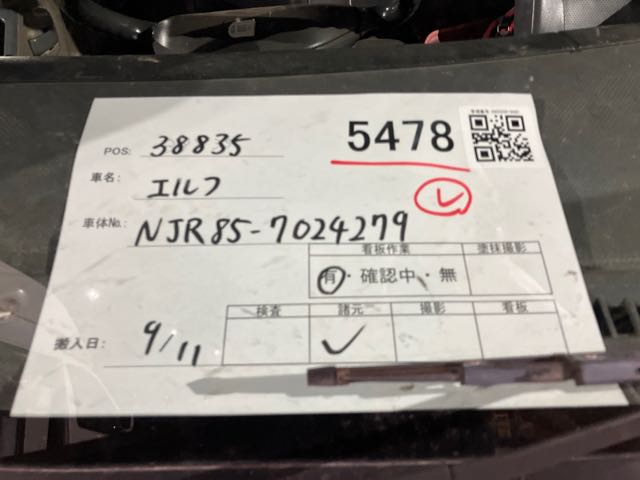 5478
POS: 38835
車名: エルフ
車体No.: NJR85-7024279
看板作業 塗抹撮影
有・確認中・無
検査 諸元 撮影 看板
搬入日: 9/11 ✓